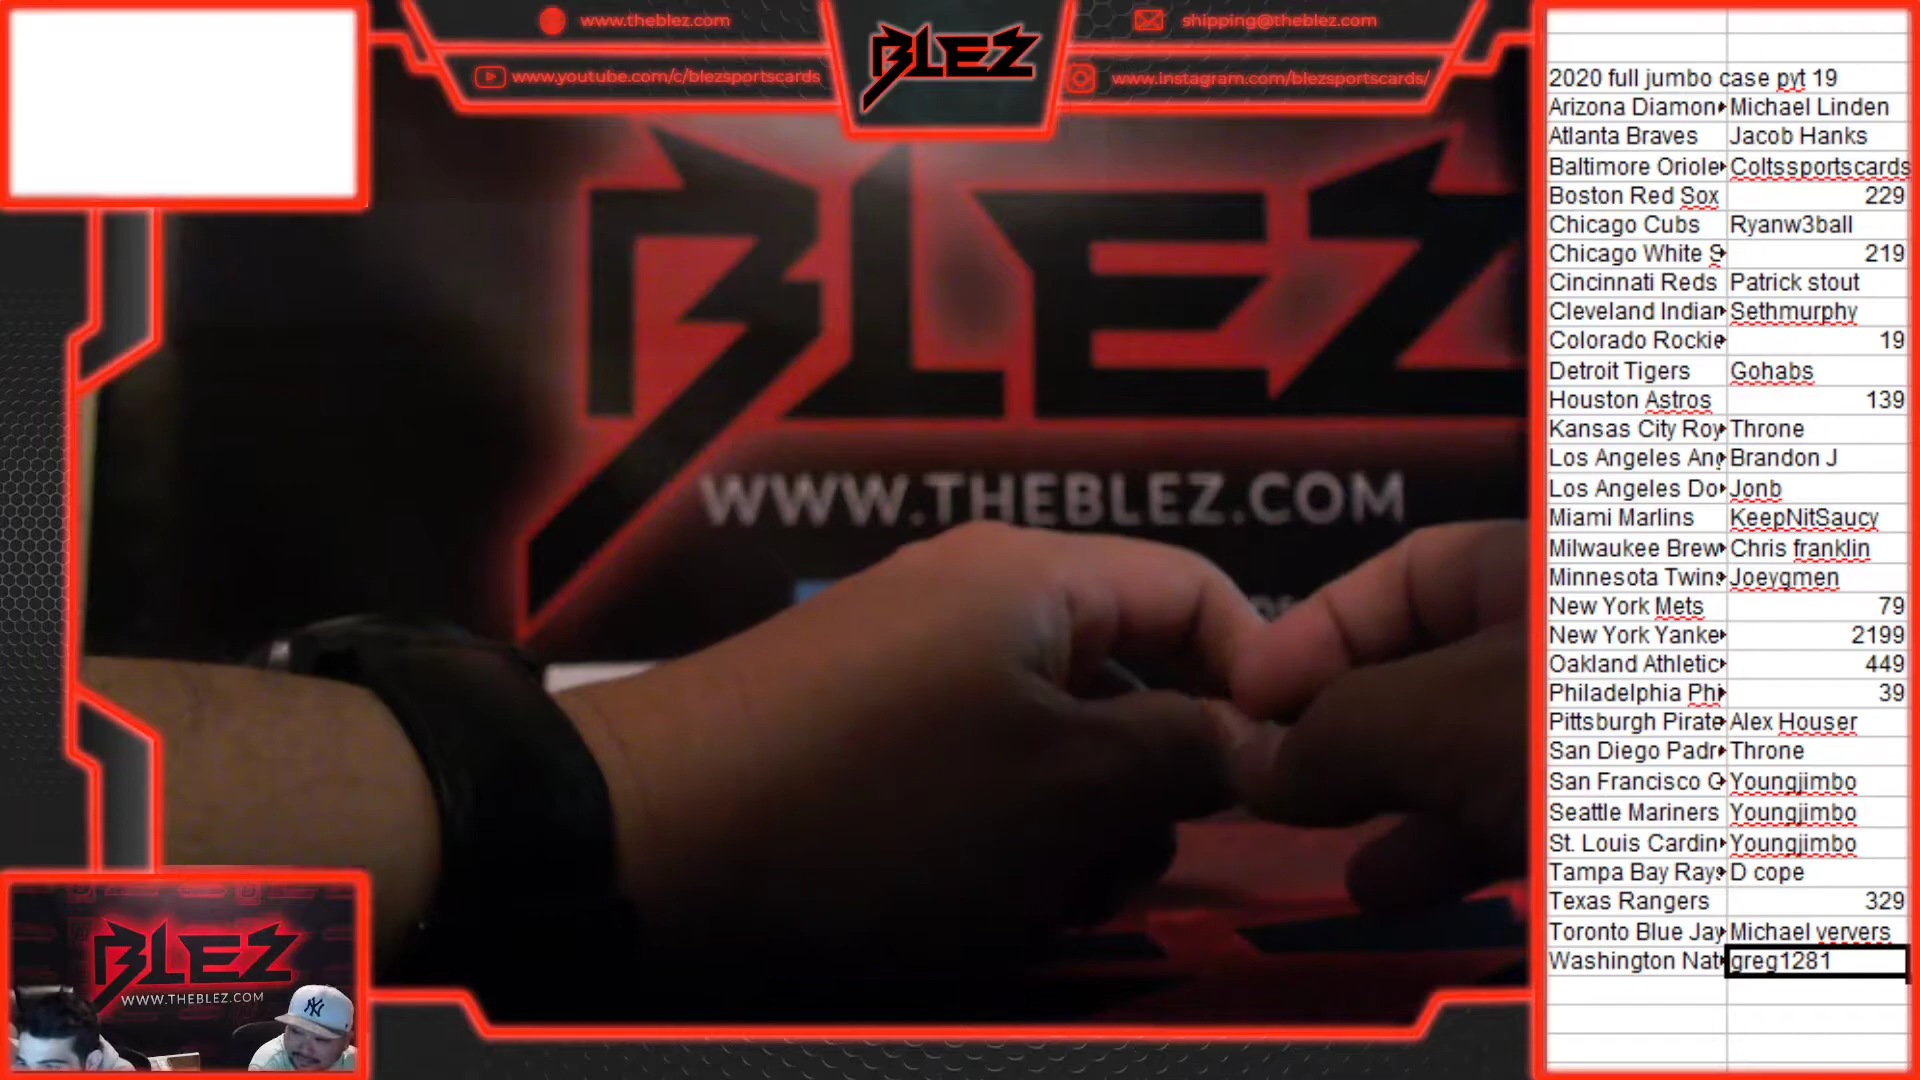 www.theblez.com
www.youtube.com/c/blezsportscards
BLEZ
shipping@theblez.com
www.instagram.com/blezsportscards/
BLEZ
WWW.THEBLEZ.COM
2020 full jumbo case pyt 19
Arizona Diamon Michael Linden
Atlanta Braves Jacob Hanks
Baltimore Oriole Coltssportscards
Boston Red Sox 229
Chicago Cubs Ryanw3ball
Chicago White S 219
Cincinnati Reds Patrick stout
Cleveland Indian Sethmurphy
Colorado Rockie 19
Detroit Tigers Gohabs
Houston Astros 139
Kansas City Roy Throne
Los Angeles Ang Brandon J
Los Angeles Do Jonb
Miami Marlins KeepNitSaucy
Milwaukee Brew Chris franklin
Minnesota Twins Joeygmen
New York Mets 79
New York Yanke 2199
Oakland Athletic 449
Philadelphia Phi 39
Pittsburgh Pirate Alex Houser
San Diego Padr Throne
San Francisco G Youngjimbo
Seattle Mariners Youngjimbo
St. Louis Cardin Youngjimbo
Tampa Bay Rays D cope
Texas Rangers 329
Toronto Blue Jay Michael ververs
Washington Nat greg1281
BLEZ
WWW.THEBLEZ.COM
NY